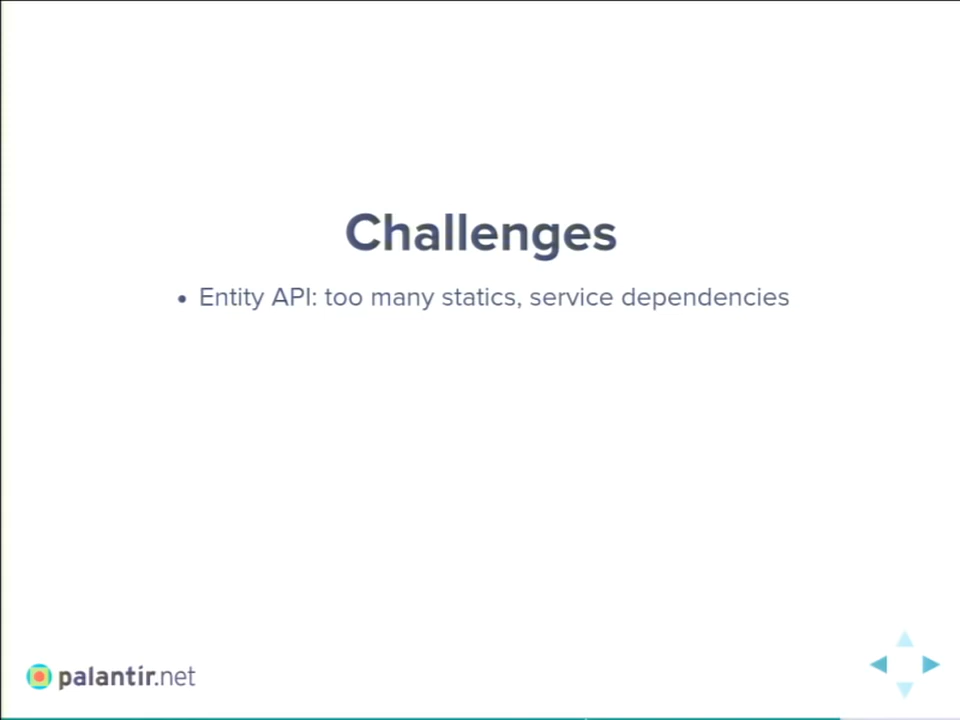 Challenges
• Entity API: too many statics, service dependencies
palantir.net